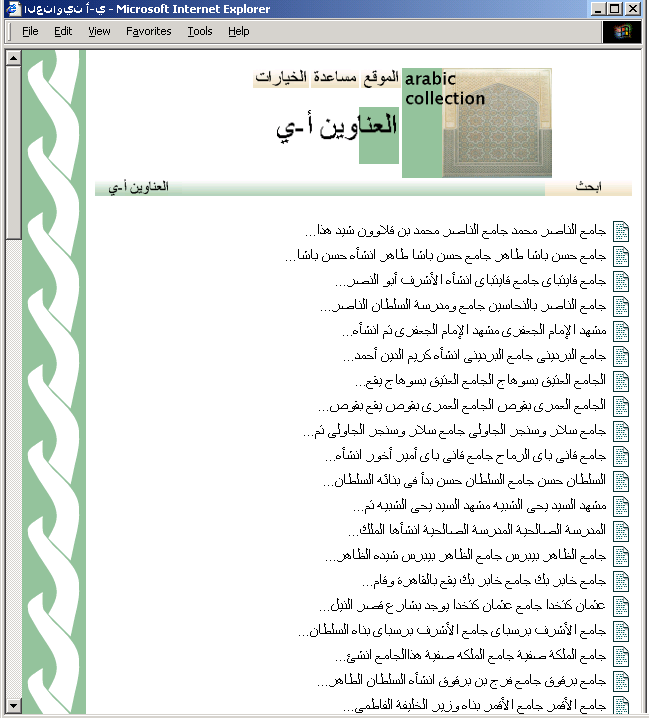 العناوين أ-ي - Microsoft Internet Explorer
File Edit View Favorites Tools Help
الموقع مساعدة الخيارات
arabic
collection
العناوين أ-ي
ابحث العناوين أ-ي
جامع الناصر محمد جامع الناصر محمد بن قلاوون شيد هذا...
جامع حسن باشا طاهر جامع حسن باشا طاهر انشأه حسن باشا...
جامع قايتباى جامع قايتباى انشأه الأشرف أبو النصر...
جامع الناصر بالنحاسين جامع ومدرسة السلطان الناصر...
مشهد الإمام الجعفرى مشهد الإمام الجعفرى تم انشأه...
جامع البردينى جامع البردينى انشأه كريم الدين أحمد...
الجامع العتيق بسوهاج الجامع العتيق بسوهاج يقع...
الجامع العمرى بقوص الجامع العمرى بقوص يقع بقوص...
جامع سلار وسنجر الجاولى جامع سلار وسنجر الجاولى تم...
جامع قانى باى الرماح جامع قانى باى أمير أخور انشأه...
السلطان حسن جامع السلطان حسن بدأ فى بنائه السلطان...
مشهد السيد يحى الشبيه مشهد السيد يحى الشبيه تم...
المدرسة الصالحية المدرسة الصالحية انشأها الملك...
جامع الظاهر بيبرس جامع الظاهر بيبرس شيده الظاهر...
جامع خاير بك جامع خاير بك يقع بالقاهرة وقام...
عثمان كتخدا جامع عثمان كتخدا يوجد بشارع قصر النيل...
جامع الأشرف برسباى جامع الأشرف برسباى بناه السلطان...
جامع الملكه صفية جامع الملكه صفية هذاالجامع انشئ...
جامع برقوق جامع فرج بن برقوق انشأه السلطان الظاهر...
جامع الأقمر جامع الأقمر بناه وزير الخليفة الفاطمي...